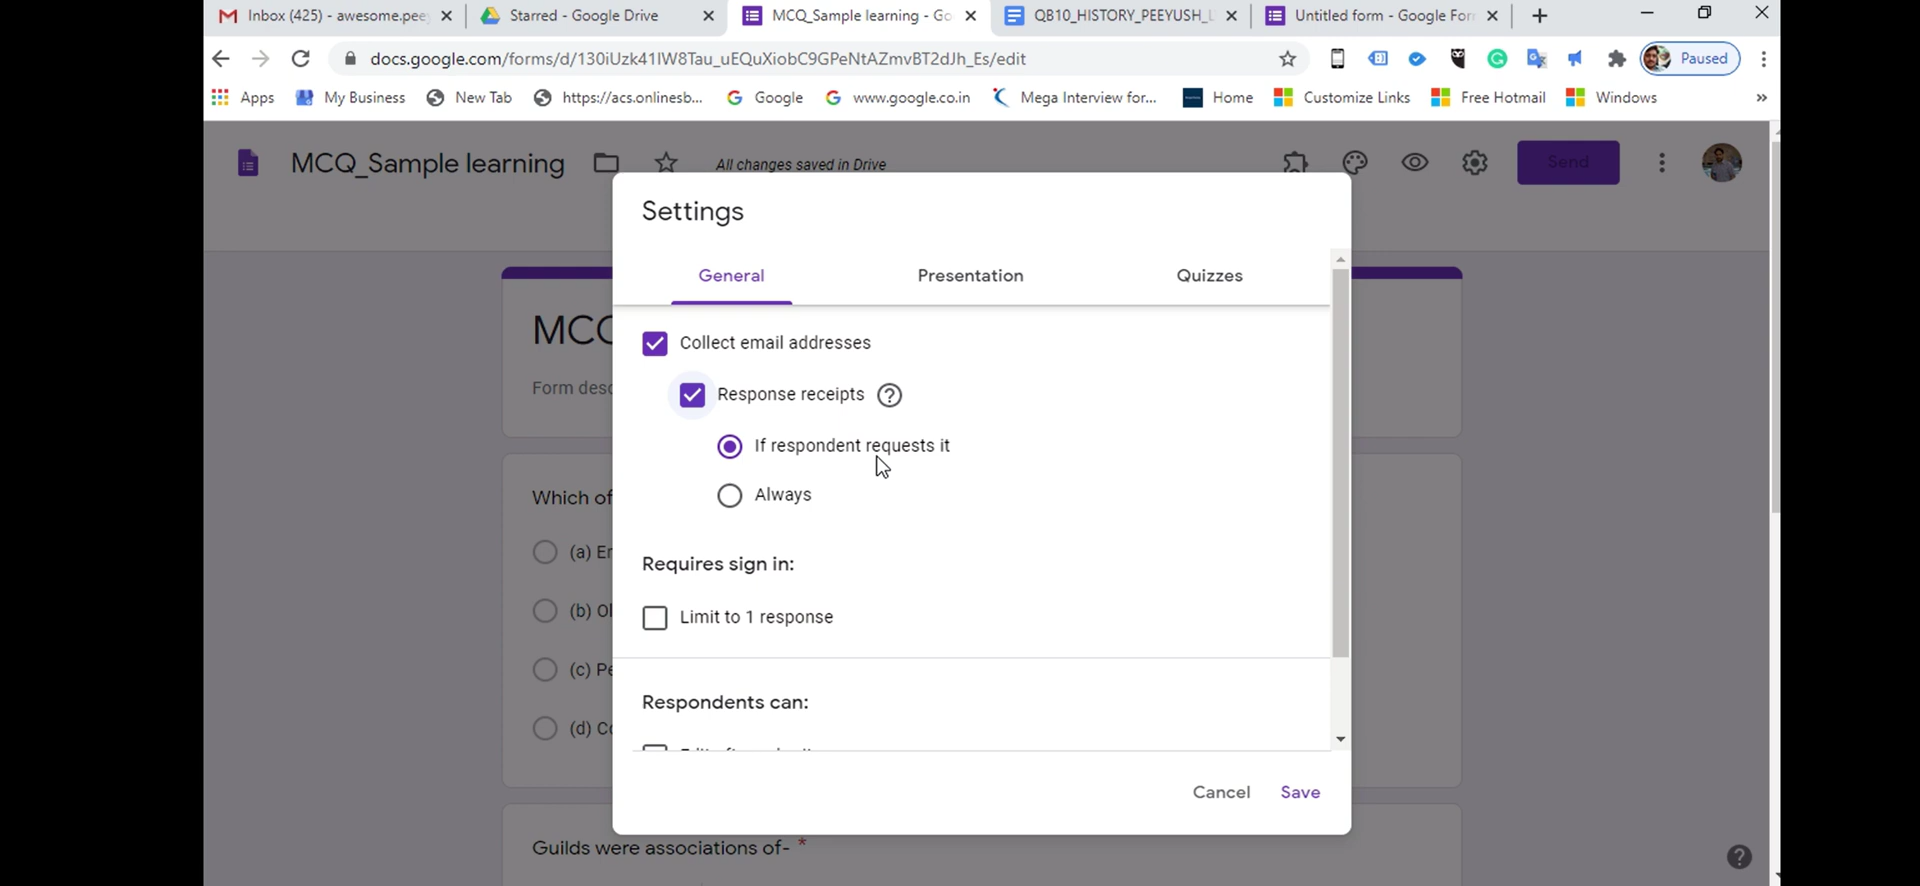 Inbox (425) - awesome.pee
Starred - Google Drive
MCQ_Sample learning - Go
QB10_HISTORY_PEEYUSH_
Untitled form - Google For
docs.google.com/forms/d/130iUzk41IW8Tau_uEQuXiobC9GPeNtAZmvBT2dJh_Es/edit
Paused
Apps
My Business
New Tab
https://acs.onlinesb...
Google
www.google.co.in
Mega Interview for...
Home
Customize Links
Free Hotmail
Windows
»
MCQ_Sample learning
All changes saved in Drive
Send
Settings
General
Presentation
Quizzes
MCQ
Form desc
Collect email addresses
Response receipts
If respondent requests it
Always
Which of
(a) Er
(b) Ol
(c) Pe
(d) Co
Requires sign in:
Limit to 1 response
Respondents can:
Cancel
Save
Guilds were associations of- *